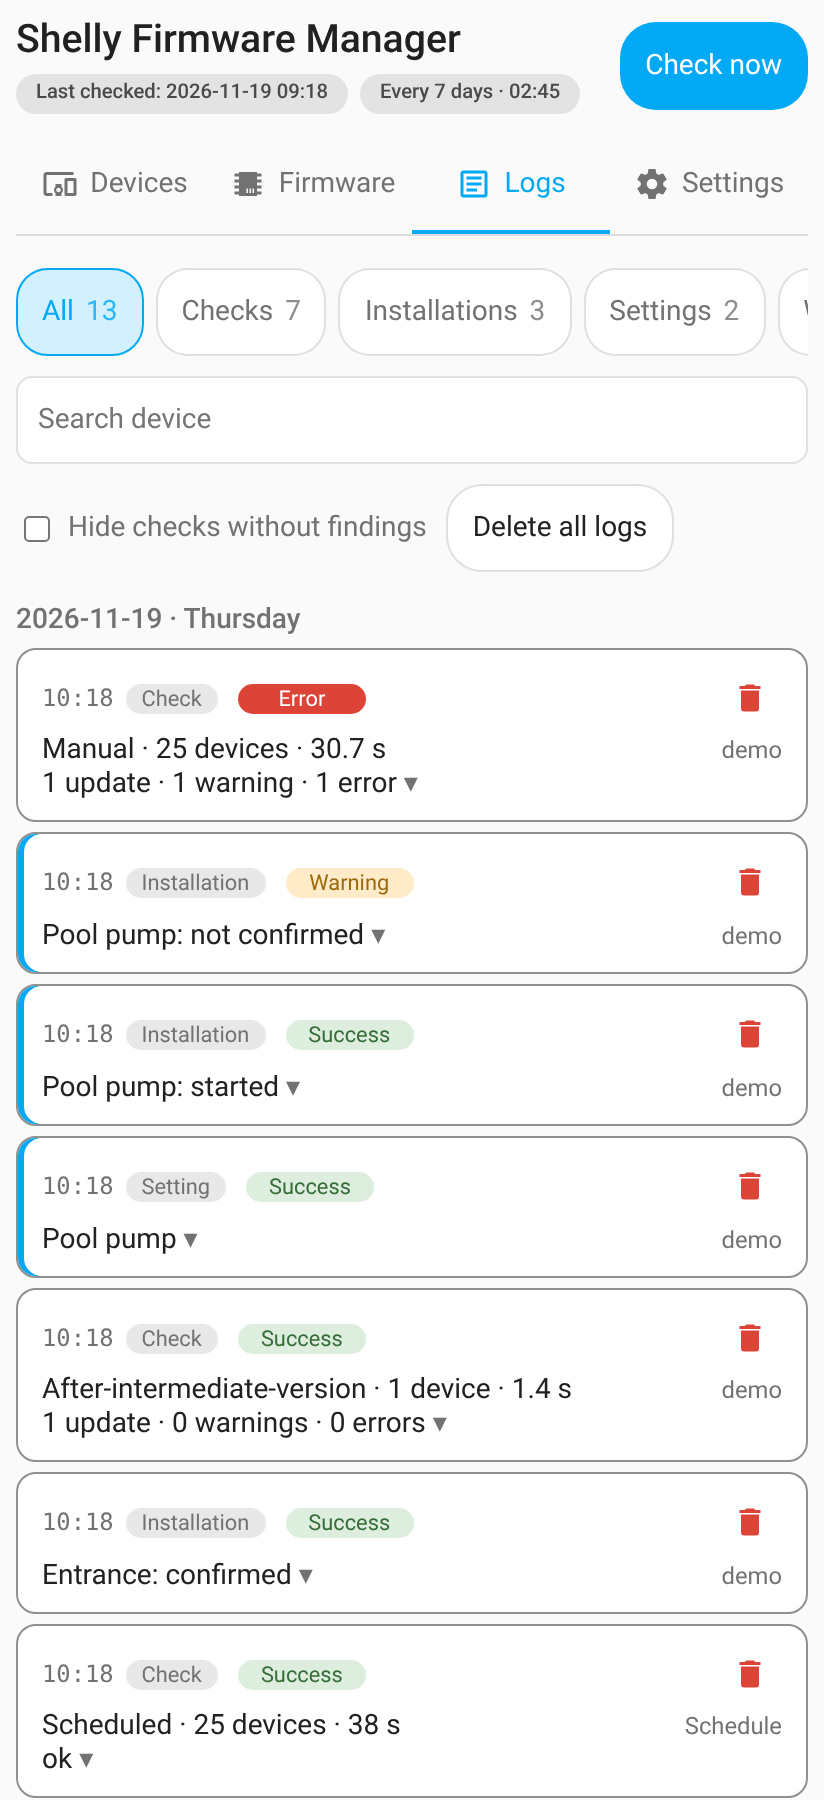 Shelly Firmware Manager
Check now
Last checked: 2026-11-19 09:18
Every 7 days · 02:45
Devices
Firmware
Logs
Settings
All 13
Checks 7
Installations 3
Settings 2
Search device
Hide checks without findings
Delete all logs
2026-11-19 · Thursday
10:18 Check Error
Manual · 25 devices · 30.7 s
demo
1 update · 1 warning · 1 error ▼
10:18 Installation Warning
Pool pump: not confirmed ▼
demo
10:18 Installation Success
Pool pump: started ▼
demo
10:18 Setting Success
Pool pump ▼
demo
10:18 Check Success
After-intermediate-version · 1 device · 1.4 s
demo
1 update · 0 warnings · 0 errors ▼
10:18 Installation Success
Entrance: confirmed ▼
demo
10:18 Check Success
Scheduled · 25 devices · 38 s
Schedule
ok ▼